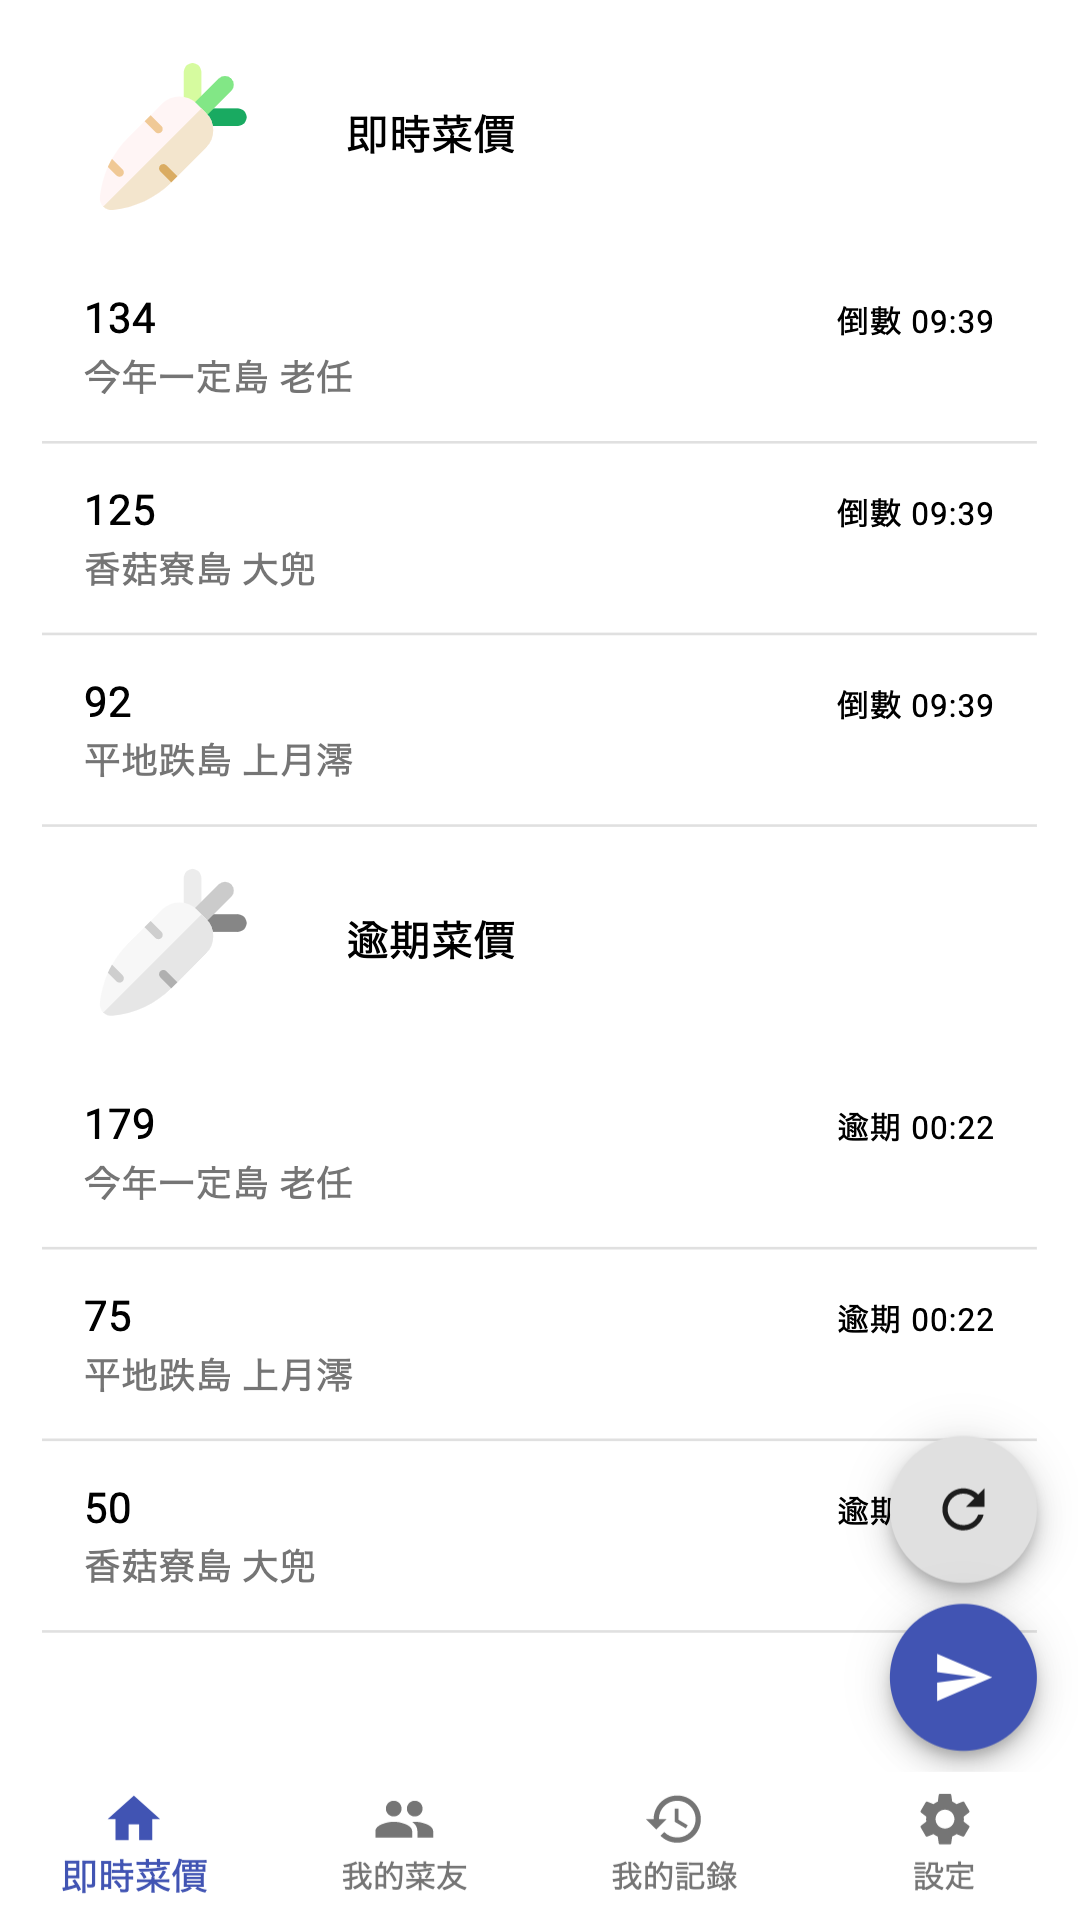 即時菜價
134
倒數 09:39
今年一定島 老任
125
倒數 09:39
香菇寮島 大兜
92
倒數 09:39
平地跌島 上月澪
逾期菜價
179
逾期 00:22
今年一定島 老任
75
逾期 00:22
平地跌島 上月澪
50
逾期
香菇寮島 大兜
即時菜價
我的菜友
我的記錄
設定